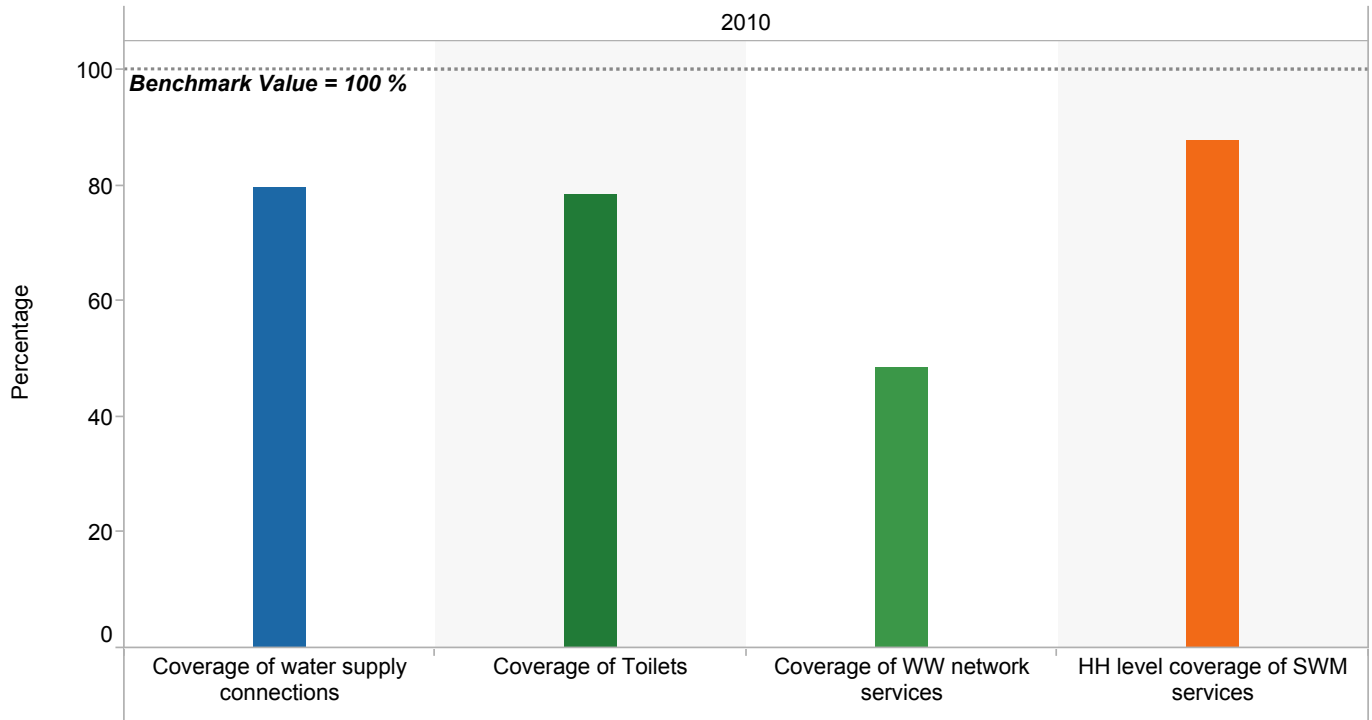 2010
100
Benchmark Value = 100 %
80
60
40
20
0
Percentage
Coverage of water supply
connections
Coverage of Toilets
Coverage of WW network
services
HH level coverage of SWM
services